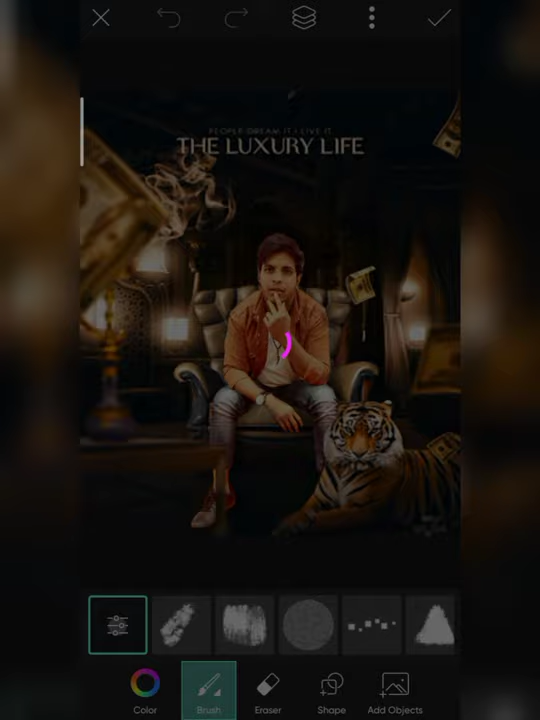 PEOPLE DREAM IT I LIVE IT
THE LUXURY LIFE
Color
Brush
Eraser
Shape
Add Objects